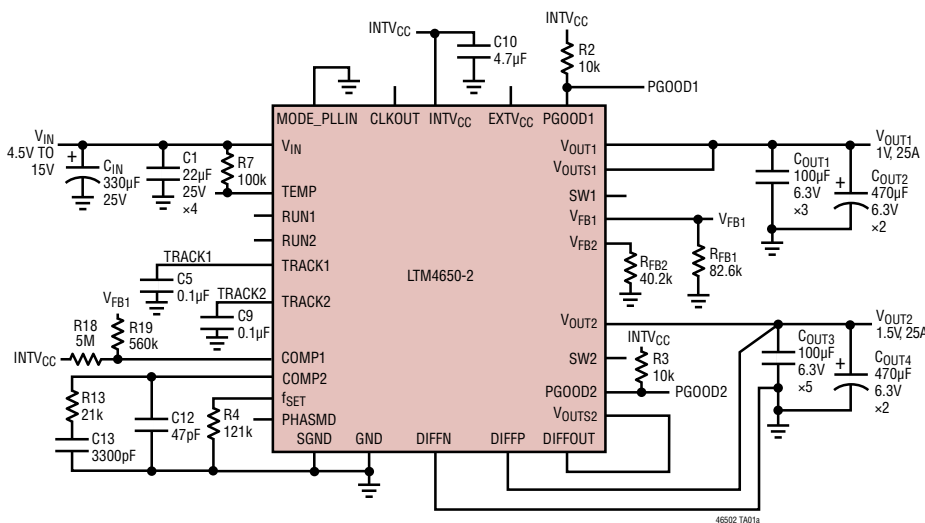 INTVCC
C10
4.7µF
INTVCC
R2
10k
PGOOD1
MODE_PLLIN
CLKOUT
INTVCC
EXTVCC
PGOOD1
VIN
4.5V TO
15V
+
CIN
330µF
25V
C1
22µF
25V
×4
R7
100k
VIN
TEMP
RUN1
RUN2
TRACK1
TRACK1
C5
0.1µF
TRACK2
TRACK2
C9
0.1µF
VFB1
R18
5M
R19
560k
INTVCC
COMP1
COMP2
fSET
PHASMD
R13
21k
C13
3300pF
C12
47pF
R4
121k
SGND
GND
DIFFN
DIFFP
DIFFOUT
LTM4650-2
VOUT1
VOUTS1
SW1
VFB1
VFB2
VOUT2
SW2
PGOOD2
VOUTS2
VOUT1
1V, 25A
COUT1
100µF
6.3V
×3
+
COUT2
470µF
6.3V
×2
VFB1
RFB1
82.6k
RFB2
40.2k
VOUT2
1.5V, 25A
INTVCC
R3
10k
PGOOD2
COUT3
100µF
6.3V
×5
+
COUT4
470µF
6.3V
×2
46502 TA01a